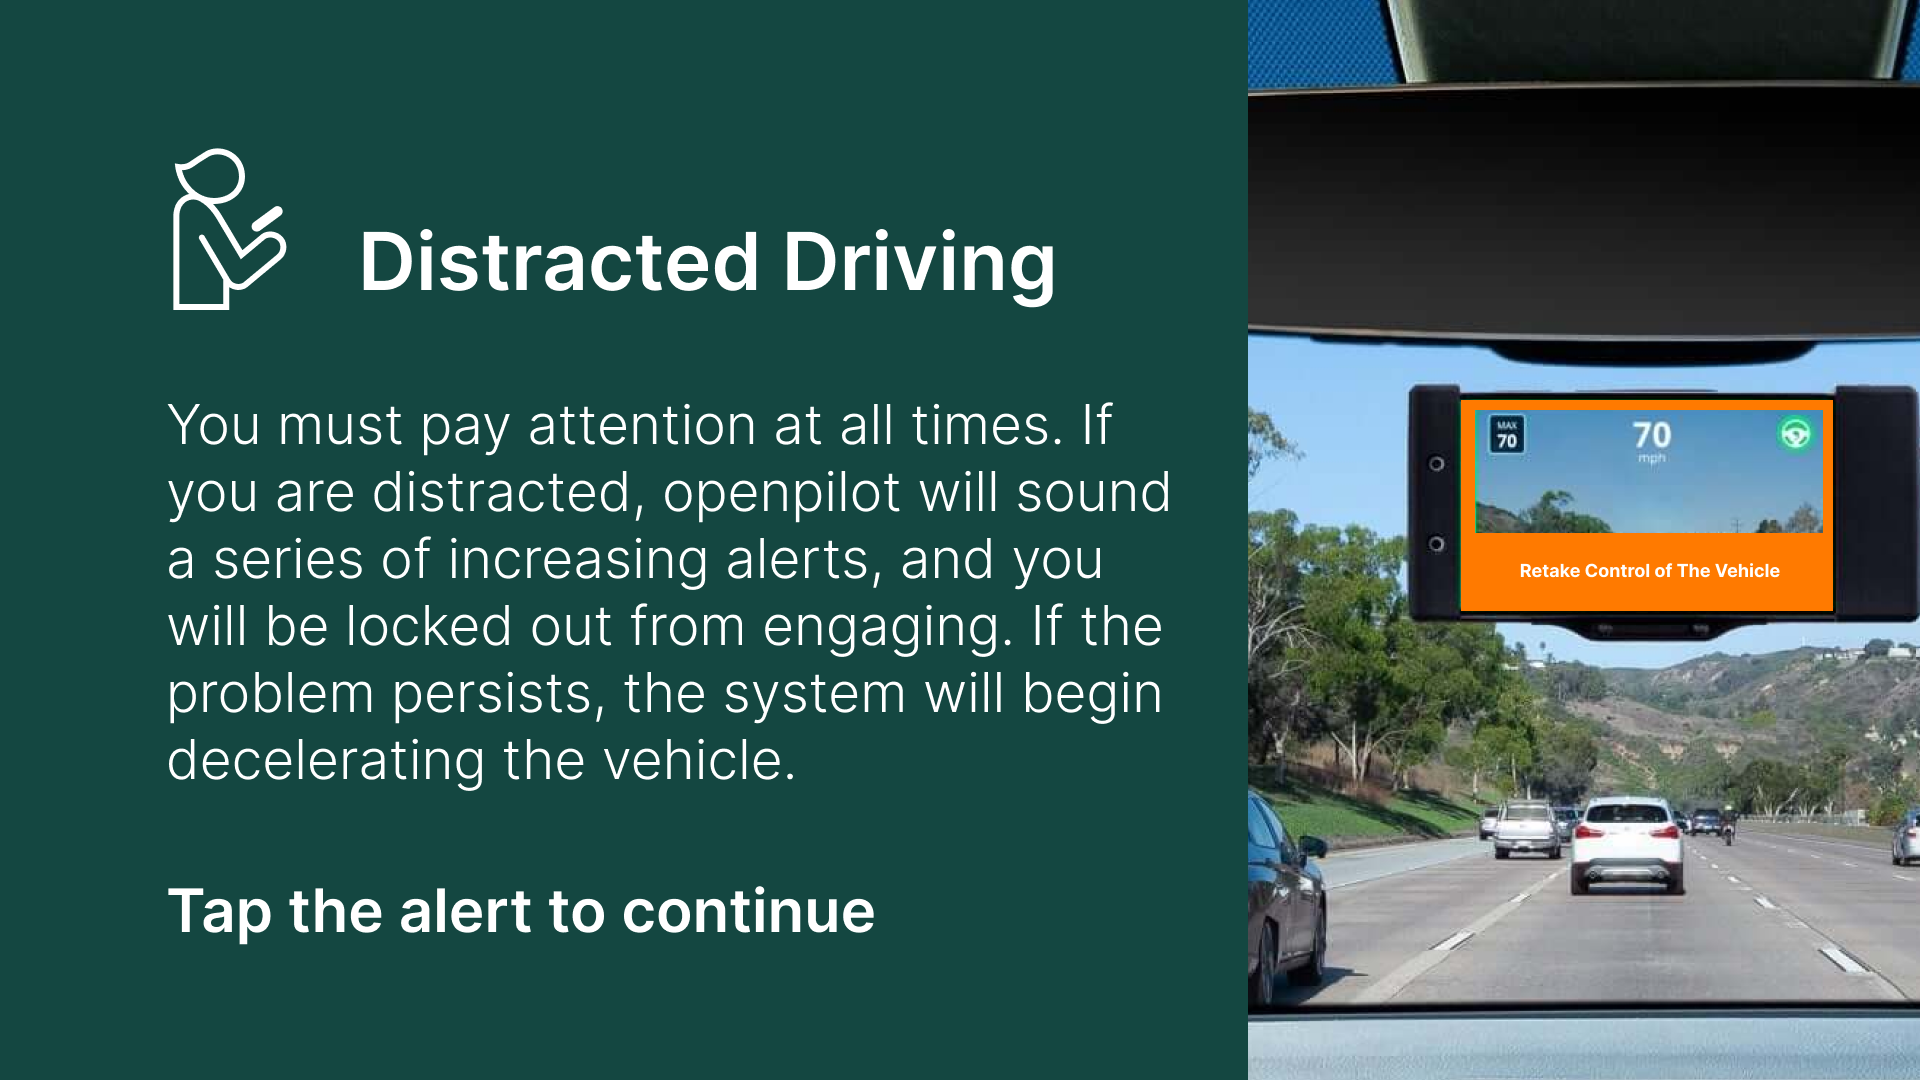 Distracted Driving
You must pay attention at all times. If
you are distracted, openpilot will sound
a series of increasing alerts, and you
will be locked out from engaging. If the
problem persists, the system will begin
decelerating the vehicle.
Tap the alert to continue
MAX
70
70
mph
Retake Control of The Vehicle